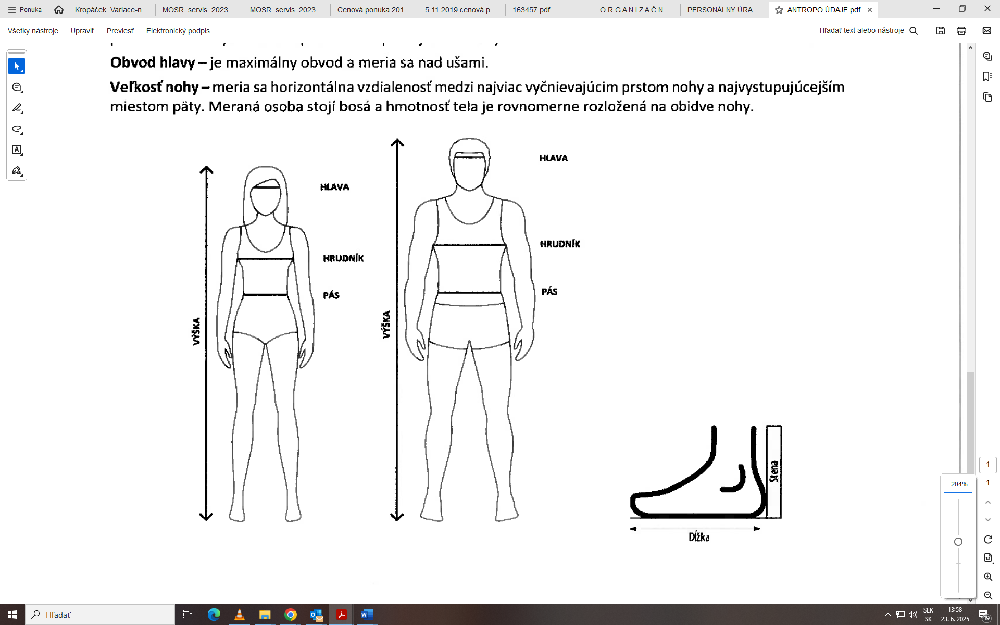 Ponuka
Kropáček_Variace-n...
MOSR_servis_2023...
MOSR_servis_2023...
Cenová ponuka 201...
5.11.2019 cenová p...
163457.pdf
O R G A N I Z A Č N ...
PERSONÁLNY ÚRA...
ANTROPO ÚDAJE.pdf
Všetky nástroje
Upraviť
Previesť
Elektronický podpis
Hľadať text alebo nástroje
Obvod hlavy – je maximálny obvod a meria sa nad ušami.
Veľkosť nohy – meria sa horizontálna vzdialenosť medzi najviac vyčnievajúcim prstom nohy a najvystupujúcejším
miestom päty. Meraná osoba stojí bosá a hmotnosť tela je rovnomerne rozložená na obidve nohy.
HLAVA
HRUDNÍK
PÁS
VÝŠKA
HLAVA
HRUDNÍK
PÁS
VÝŠKA
Stena
Dĺžka
1
1
204%
1:1
Hľadať
SLK
SK
13:58
23. 6. 2025
19